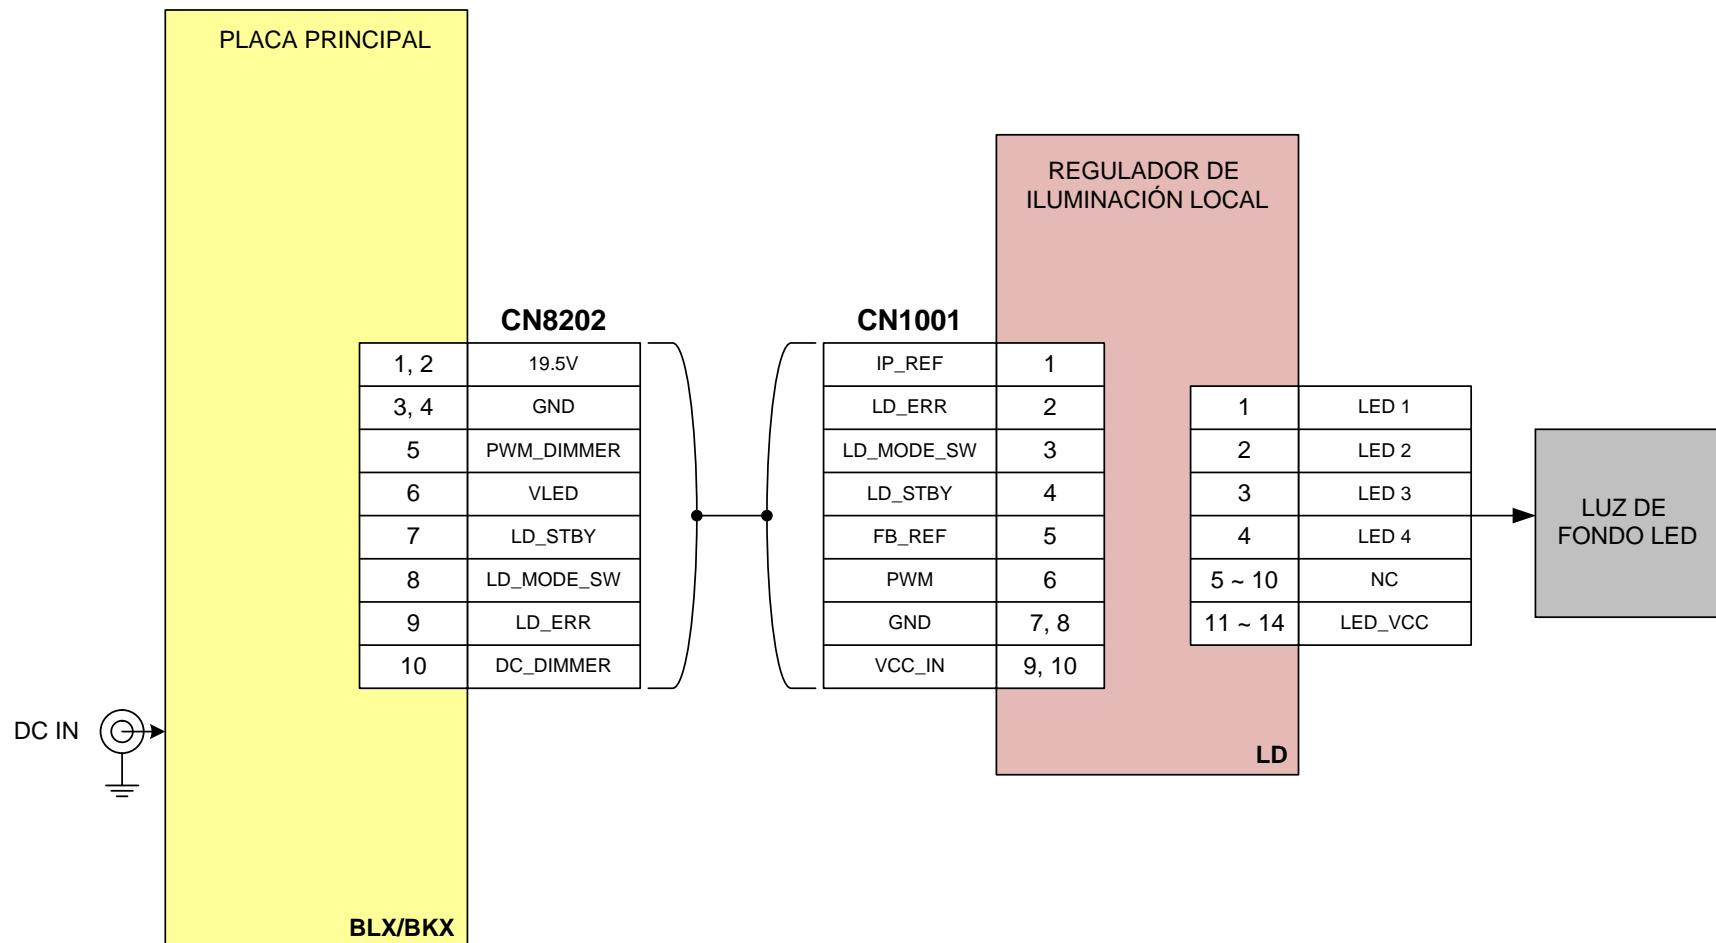 PLACA PRINCIPAL
REGULADOR DE
ILUMINACIÓN LOCAL
CN8202
1, 2 19.5V
3, 4 GND
5 PWM_DIMMER
6 VLED
7 LD_STBY
8 LD_MODE_SW
9 LD_ERR
10 DC_DIMMER
CN1001
IP_REF 1
LD_ERR 2
LD_MODE_SW 3
LD_STBY 4
FB_REF 5
PWM 6
GND 7, 8
VCC_IN 9, 10
1 LED 1
2 LED 2
3 LED 3
4 LED 4
5 ~ 10 NC
11 ~ 14 LED_VCC
LUZ DE
FONDO LED
DC IN
LD
BLX/BKX